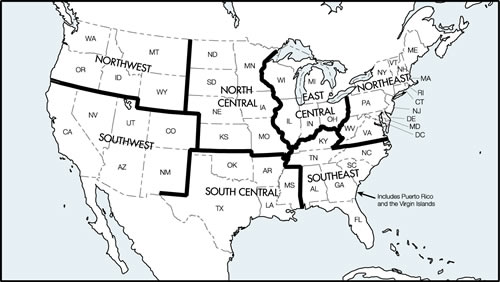 WA
MT
NORTHWEST
OR
ID
WY
ND
MN
SD
NORTH
CENTRAL
IA
NE
KS
MO
WI
MI
EAST
CENTRAL
IL
IN
OH
KY
ME
VT
NH
NY
NORTHEAST
MA
RI
CT
NJ
DE
MD
DC
PA
WV
VA
CA
NV
UT
CO
SOUTHWEST
AZ
NM
OK
AR
SOUTH CENTRAL
TX
LA
MS
TN
NC
SC
SOUTHEAST
AL
GA
FL
Includes Puerto Rico
and the Virgin Islands